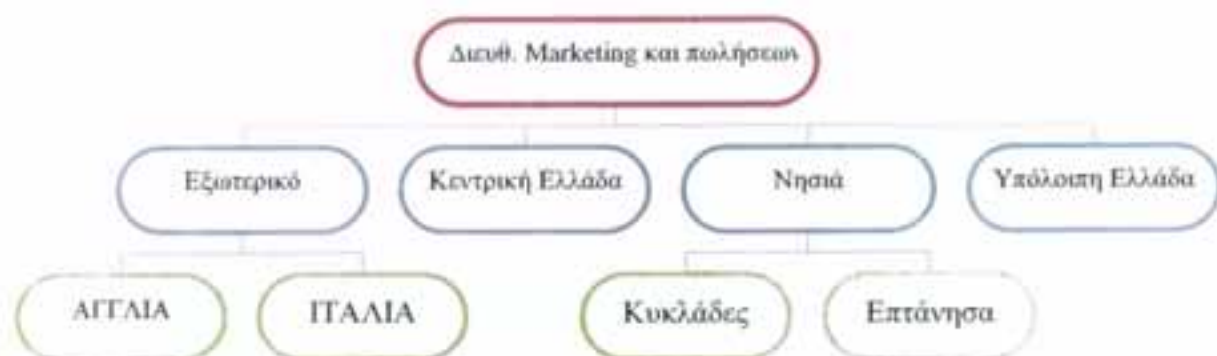 Διευθ. Marketing και πωλήσεων
Εξωτερικό
Κεντρική Ελλάδα
Νησιά
Υπόλοιπη Ελλάδα
ΑΓΓΛΙΑ
ΙΤΑΛΙΑ
Κυκλάδες
Επτάνησα